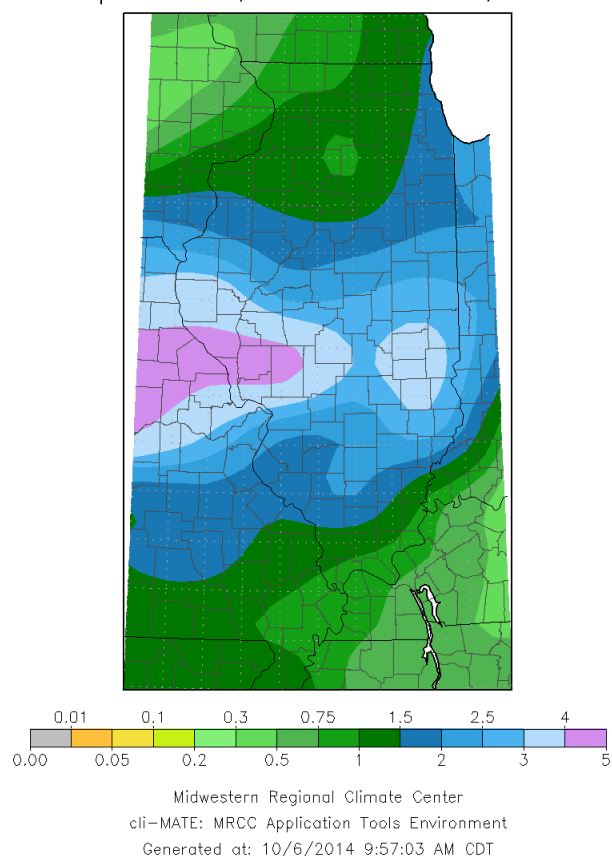 0.01 0.1 0.3 0.75 1.5 2.5 4
0.00 0.05 0.2 0.5 1 2 3 5
Midwestern Regional Climate Center
cli-MATE: MRCC Application Tools Environment
Generated at: 10/6/2014 9:57:03 AM CDT